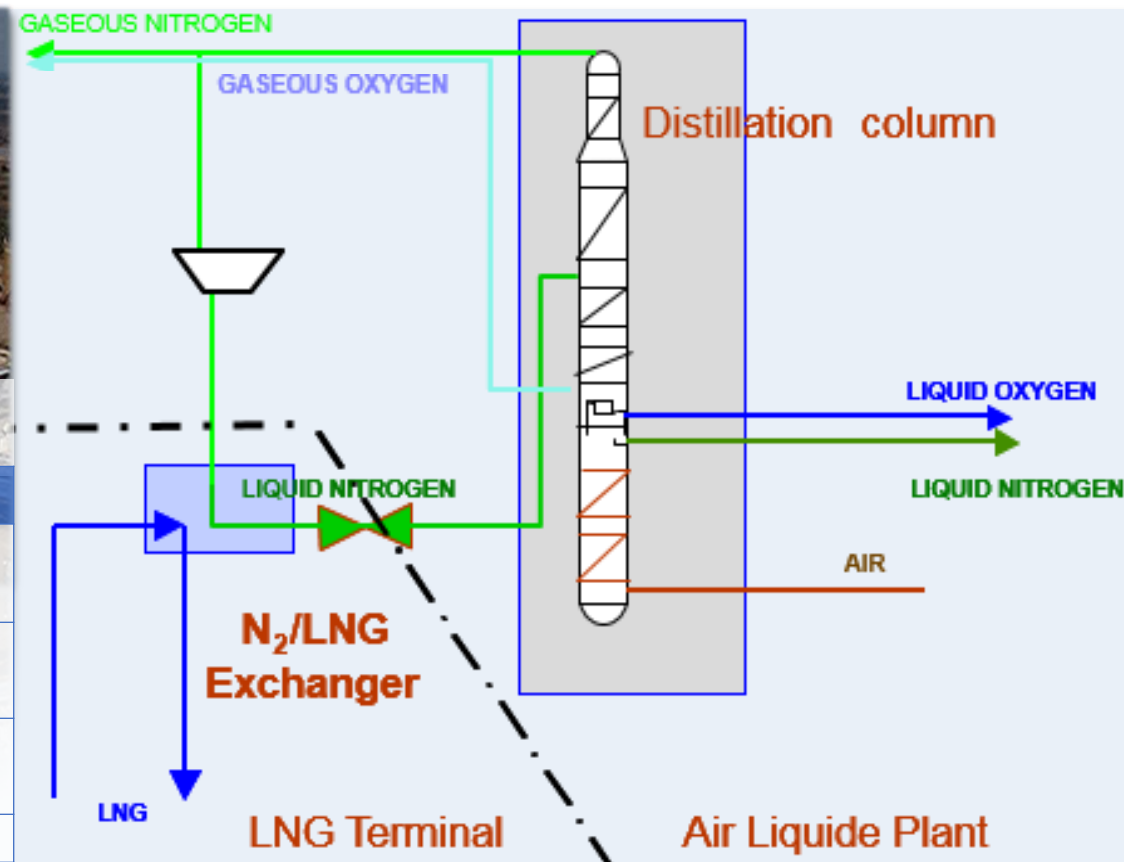 GASEOUS NITROGEN
GASEOUS OXYGEN
Distillation column
LIQUID OXYGEN
LIQUID NITROGEN
LIQUID NITROGEN
AIR
N₂/LNG
Exchanger
LNG
LNG Terminal
Air Liquide Plant